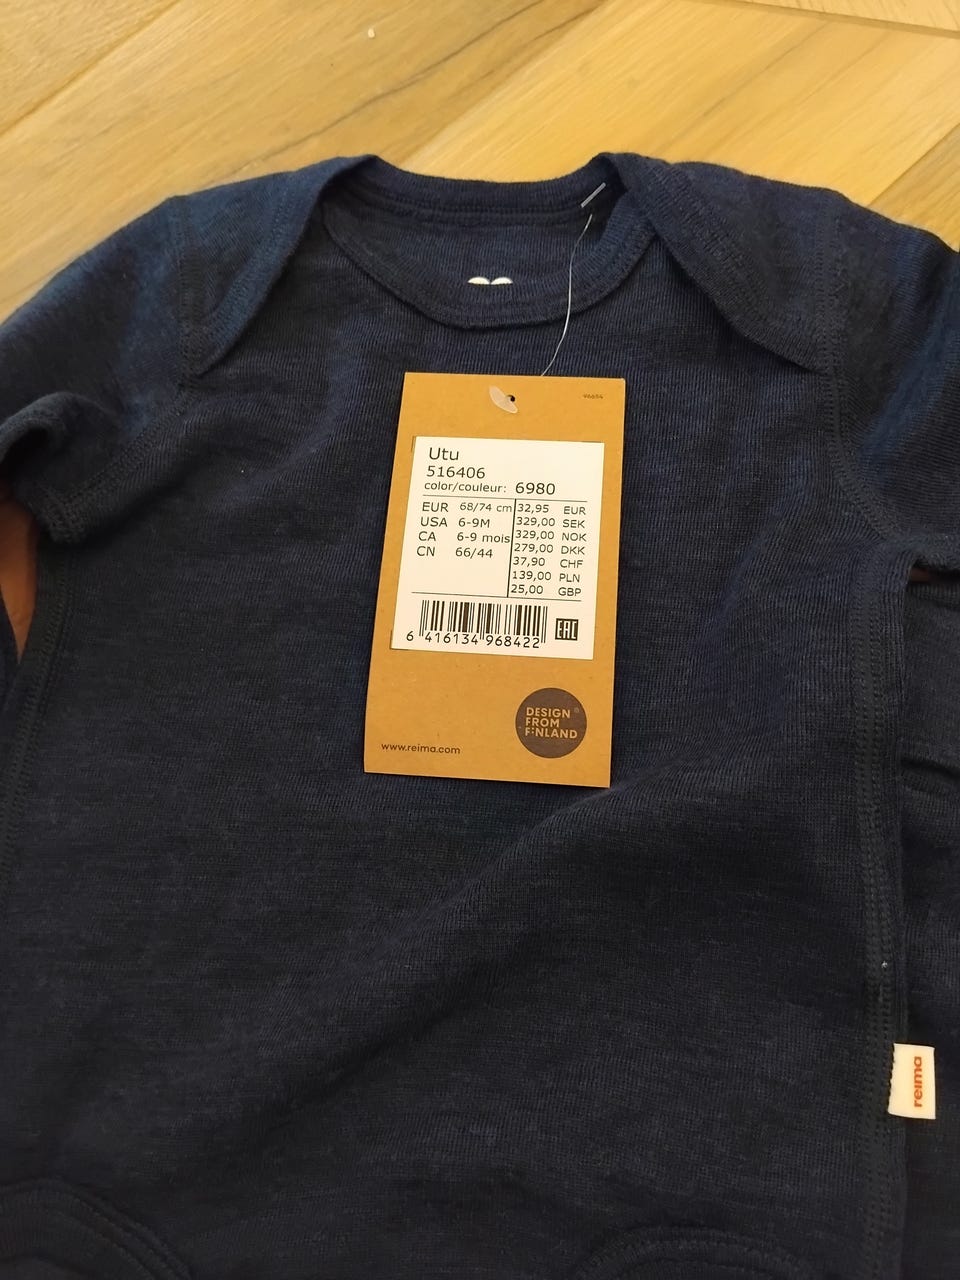 96654
Utu
516406
color/couleur: 6980
EUR 68/74 cm 32,95 EUR
USA 6-9M 329,00 SEK
CA 6-9 mois 329,00 NOK
CN 66/44 279,00 DKK
37,90 CHF
139,00 PLN
25,00 GBP
6 416134 968422
EAC
DESIGN
FROM
FINLAND
www.reima.com
reima